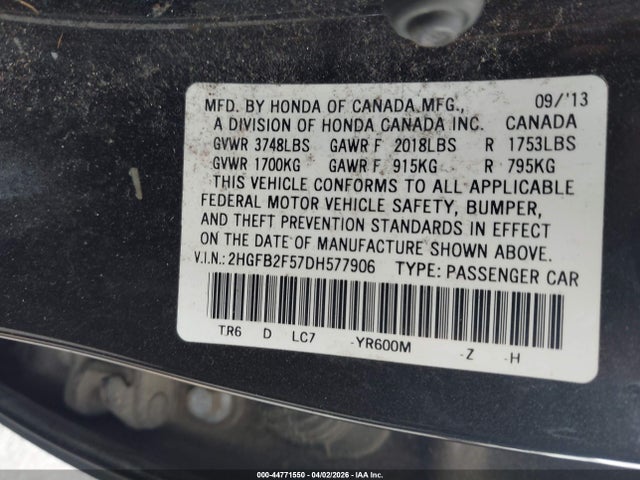 MFD. BY HONDA OF CANADA MFG., 09/'13
A DIVISION OF HONDA CANADA INC. CANADA
GVWR 3748LBS GAWR F 2018LBS R 1753LBS
GVWR 1700KG GAWR F 915KG R 795KG
THIS VEHICLE CONFORMS TO ALL APPLICABLE
FEDERAL MOTOR VEHICLE SAFETY, BUMPER,
AND THEFT PREVENTION STANDARDS IN EFFECT
ON THE DATE OF MANUFACTURE SHOWN ABOVE.
V.I.N.: 2HGFB2F57DH577906 TYPE: PASSENGER CAR
TR6 D LC7 -YR600M -Z -H
000-44771550 04/02/2026 - IAA Inc.